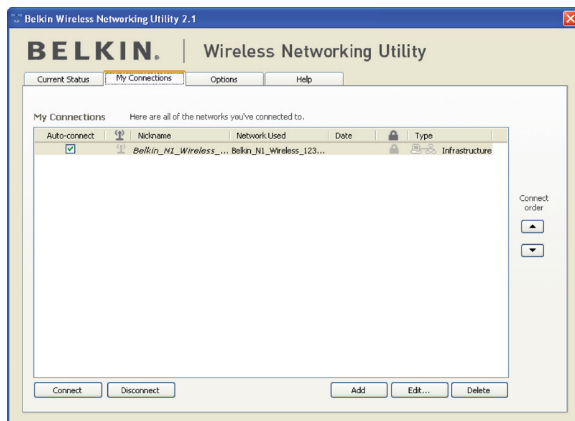 Belkin Wireless Networking Utility 2.1
BELKIN. | Wireless Networking Utility
Current Status My Connections Options Help
My Connections Here are all of the networks you've connected to.
Auto-connect Nickname Network Used Date Type
Belkin_N1_Wireless_... Belkin_N1_Wireless_123... Infrastructure
Connect
order
Connect Disconnect Add Edit... Delete